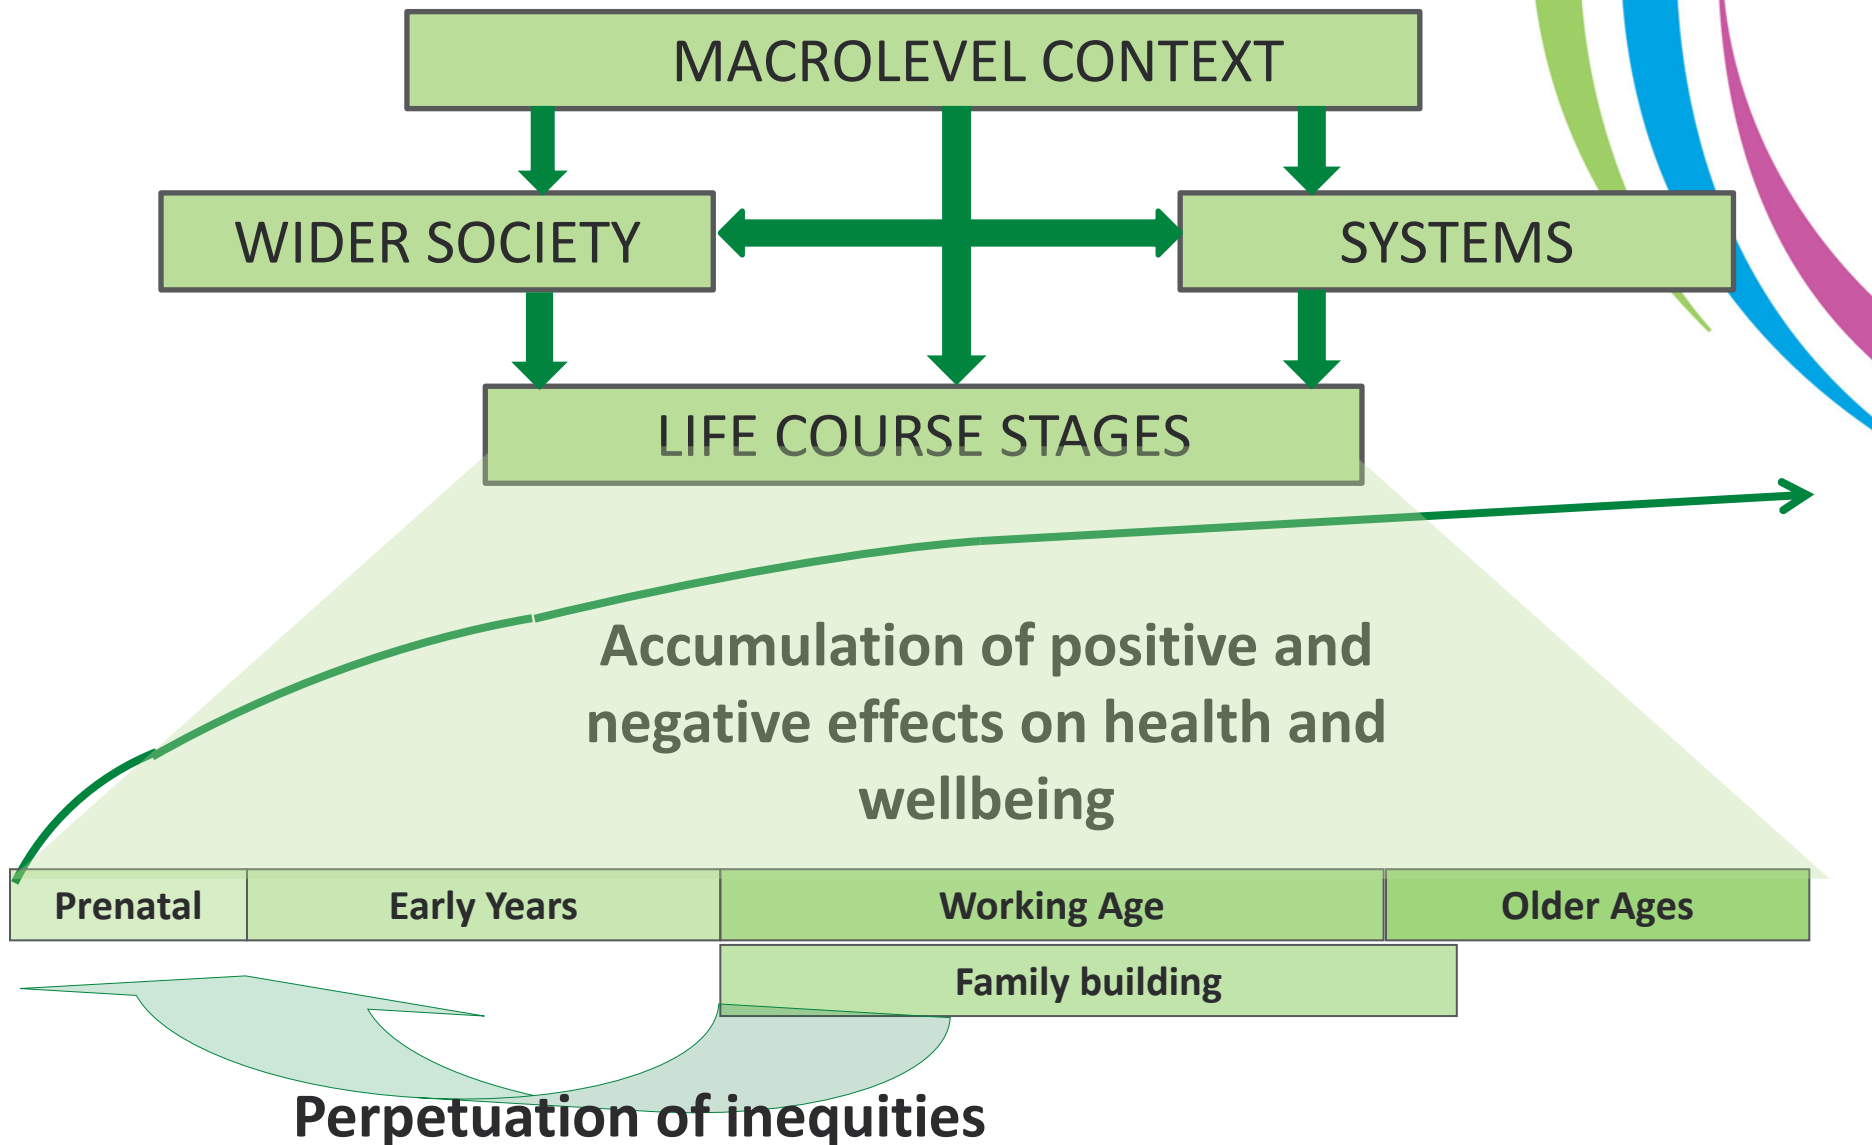 MACROLEVEL CONTEXT
WIDER SOCIETY
SYSTEMS
LIFE COURSE STAGES
Accumulation of positive and
negative effects on health and
wellbeing
Prenatal
Early Years
Working Age
Older Ages
Family building
Perpetuation of inequities